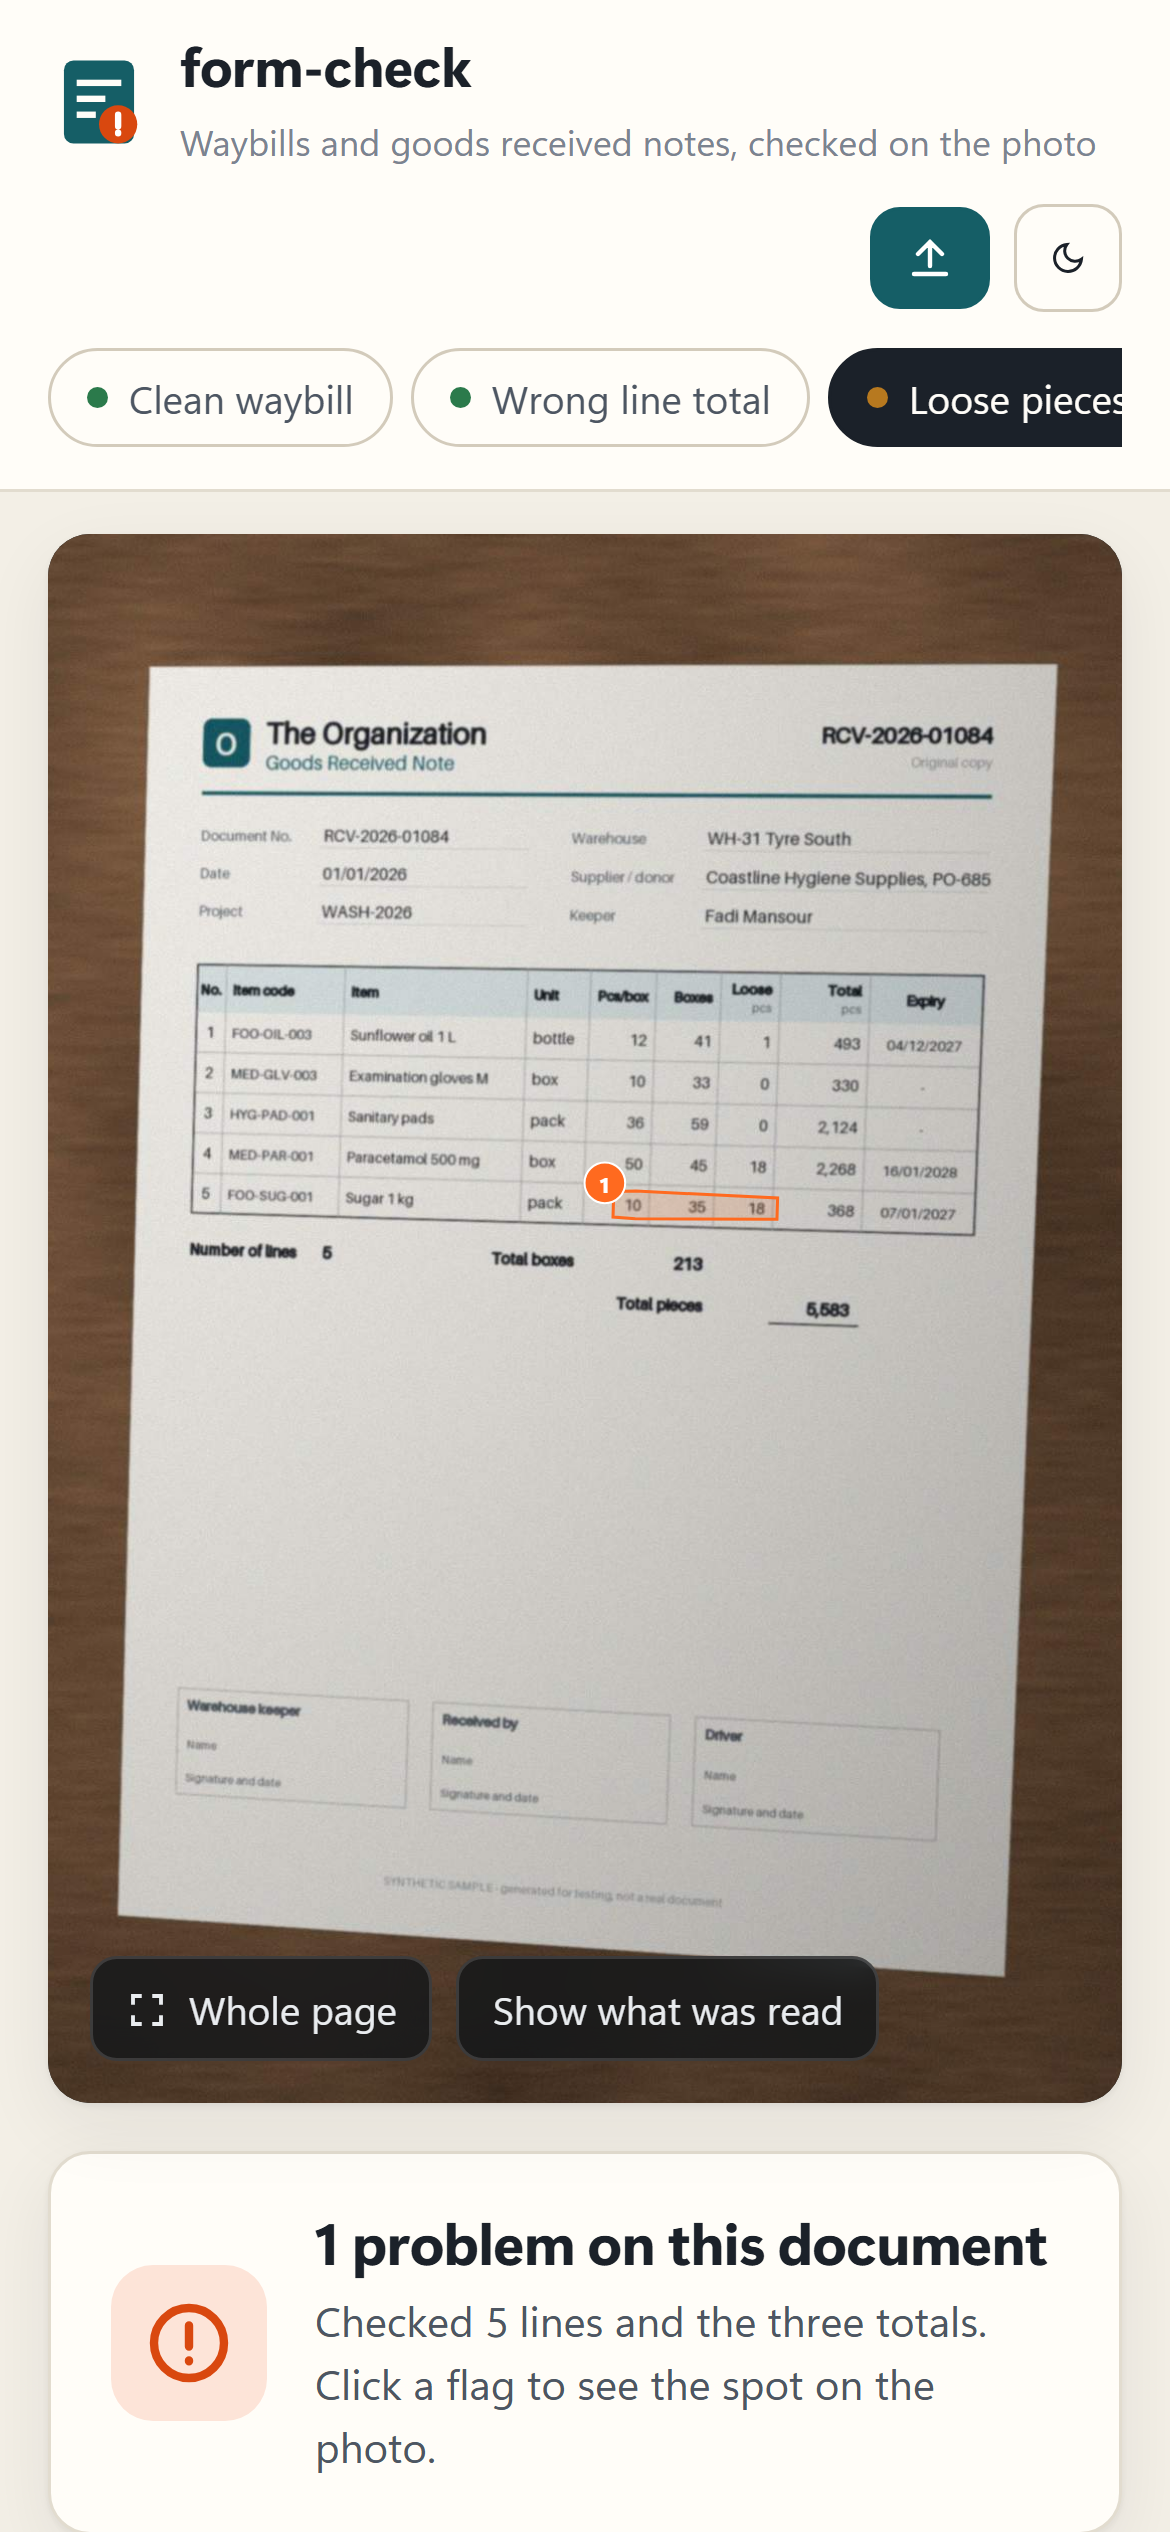 form-check
Waybills and goods received notes, checked on the photo
Clean waybill
Wrong line total
Loose pieces
O
The Organization
Goods Received Note
RCV-2026-01084
Original copy
Document No. RCV-2026-01084 Warehouse WH-31 Tyre South
Date 01/01/2026 Supplier / donor Coastline Hygiene Supplies, PO-685
Project WASH-2026 Keeper Fadi Mansour
No. Item code Item Unit Pcs/box Boxes Loose pcs Total pcs Expiry
1 FOO-OIL-003 Sunflower oil 1 L bottle 12 41 1 493 04/12/2027
2 MED-GLV-003 Examination gloves M box 10 33 0 330 -
3 HYG-PAD-001 Sanitary pads pack 36 59 0 2,124 -
4 MED-PAR-001 Paracetamol 500 mg box 50 45 18 2,268 16/01/2028
1
5 FOO-SUG-001 Sugar 1 kg pack 10 35 18 368 07/01/2027
Number of lines 5 Total boxes 213
Total pieces 5,583
Warehouse keeper
Name
Signature and date
Received by
Name
Signature and date
Driver
Name
Signature and date
SYNTHETIC SAMPLE - generated for testing, not a real document
Whole page
Show what was read
1 problem on this document
Checked 5 lines and the three totals.
Click a flag to see the spot on the
photo.